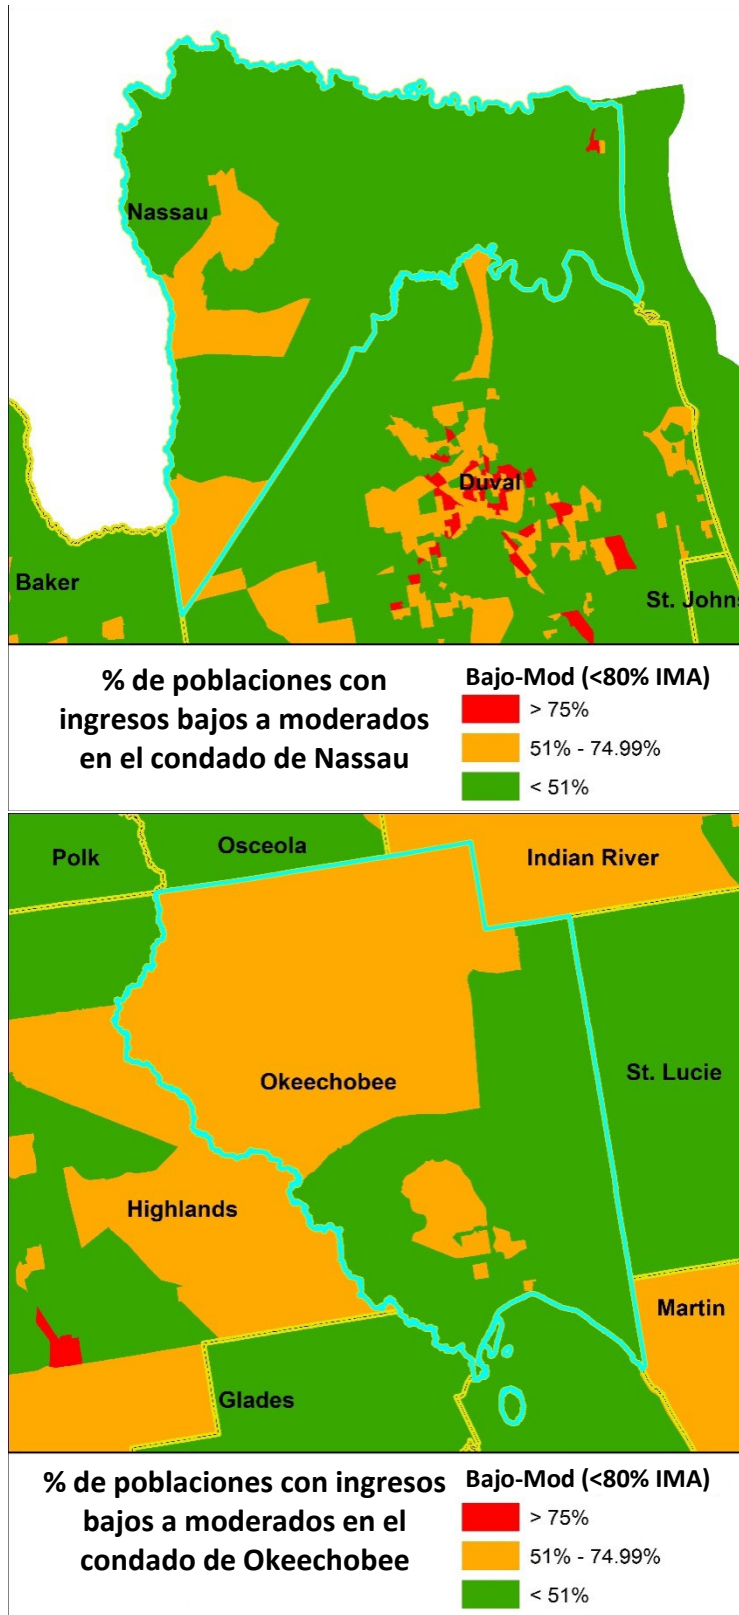 Nassau
Duval
Baker
St. Johns
% de poblaciones con
ingresos bajos a moderados
en el condado de Nassau
Bajo-Mod (<80% IMA)
> 75%
51% - 74.99%
< 51%
Polk
Osceola
Indian River
Okeechobee
St. Lucie
Highlands
Martin
Glades
% de poblaciones con ingresos
bajos a moderados en el
condado de Okeechobee
Bajo-Mod (<80% IMA)
> 75%
51% - 74.99%
< 51%